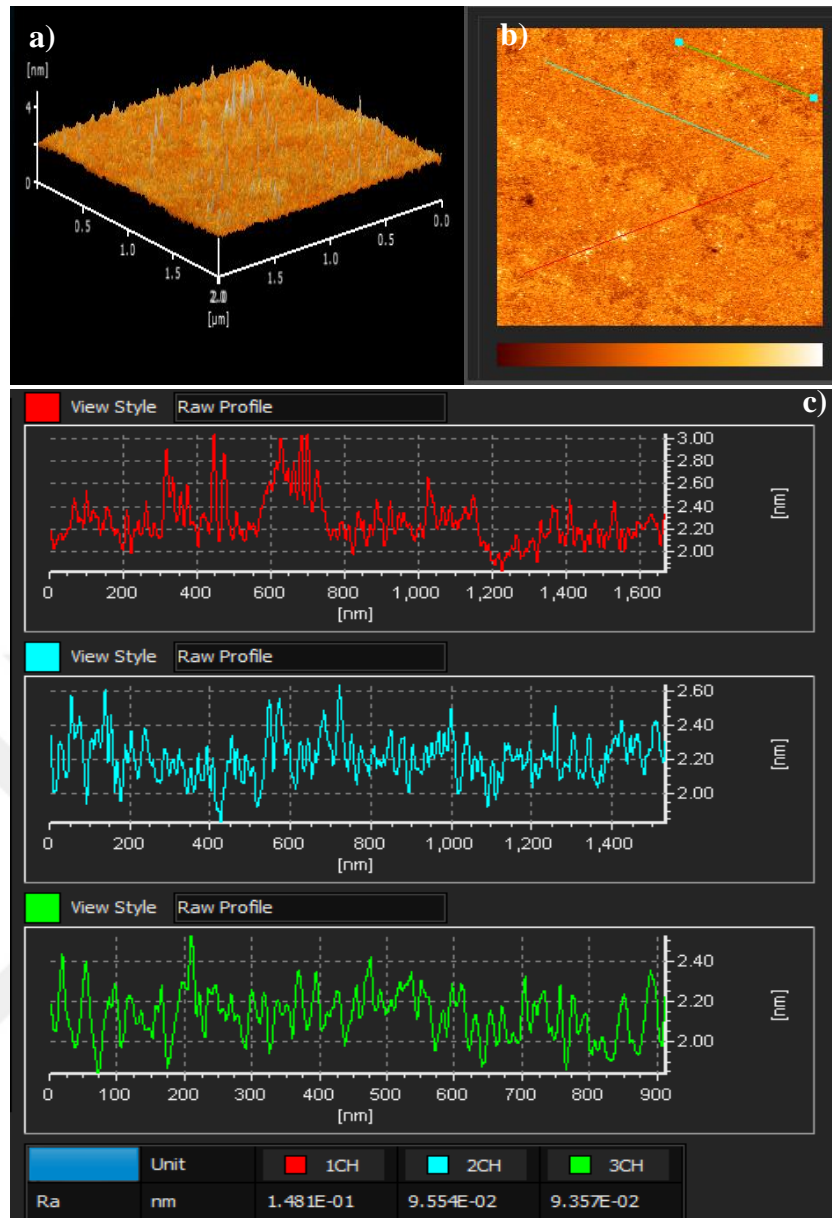 a)
[nm]
4
0
0.5
1.0
1.5
2.0
[µm]
1.5
1.0
0.5
0.0
b)
c)
View Style Raw Profile
3.00
2.80
2.60
2.40
2.20
2.00
[nm]
0 200 400 600 800 1,000 1,200 1,400 1,600
[nm]
View Style Raw Profile
2.60
2.40
2.20
2.00
[nm]
0 200 400 600 800 1,000 1,200 1,400
[nm]
View Style Raw Profile
2.40
2.20
2.00
[nm]
0 100 200 300 400 500 600 700 800 900
[nm]
Unit 1CH 2CH 3CH
Ra nm 1.481E-01 9.554E-02 9.357E-02